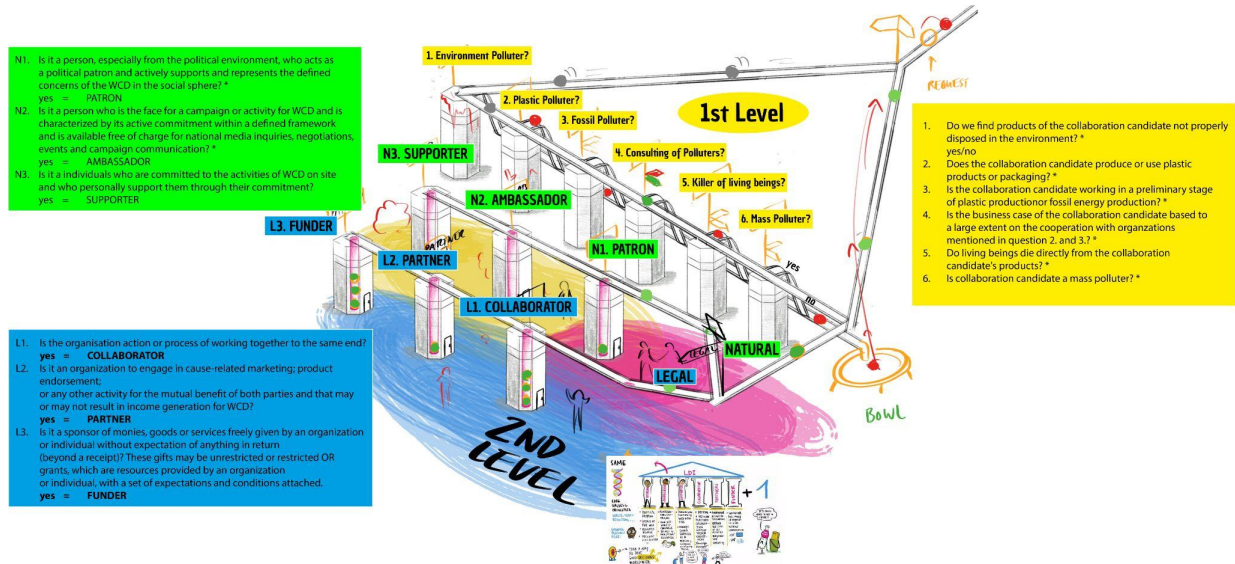 N1. Is it a person, especially from the political environment, who acts as
a political patron and actively supports and represents the defined
concerns of the WCD in the social sphere? *
yes = PATRON
N2. Is it a person who is the face for a campaign or activity for WCD and is
characterized by its active commitment within a defined framework
and is available free of charge for national media inquiries, negotiations,
events and campaign communication? *
yes = AMBASSADOR
N3. Is it a individuals who are committed to the activities of WCD on site
and who personally support them through their commitment?
yes = SUPPORTER
1. Environment Polluter?
2. Plastic Polluter?
3. Fossil Polluter?
4. Consulting of Polluters?
5. Killer of living beings?
6. Mass Polluter?
1st Level
REQUEST
yes
no
N3. SUPPORTER
N2. AMBASSADOR
N1. PATRON
L3. FUNDER
PARTNER
L2. PARTNER
L1. COLLABORATOR
NATURAL
LEGAL
LEGAL
BOWL
2ND
LEVEL
1. Do we find products of the collaboration candidate not properly
disposed in the environment? *
yes/no
2. Does the collaboration candidate produce or use plastic
products or packaging? *
3. Is the collaboration candidate working in a preliminary stage
of plastic productionor fossil energy production? *
4. Is the business case of the collaboration candidate based to
a large extent on the cooperation with organzations
mentioned in question 2. and 3.? *
5. Do living beings die directly from the collaboration
candidate's products? *
6. Is collaboration candidate a mass polluter? *
L1. Is the organisation action or process of working together to the same end?
yes = COLLABORATOR
L2. Is it an organization to engage in cause-related marketing; product
endorsement;
or any other activity for the mutual benefit of both parties and that may
or may not result in income generation for WCD?
yes = PARTNER
L3. Is it a sponsor of monies, goods or services freely given by an organization
or individual without expectation of anything in return
(beyond a receipt)? These gifts may be unrestricted or restricted OR
grants, which are resources provided by an organization
or individual, with a set of expectations and conditions attached.
yes = FUNDER
SAME
LDI
+ 1